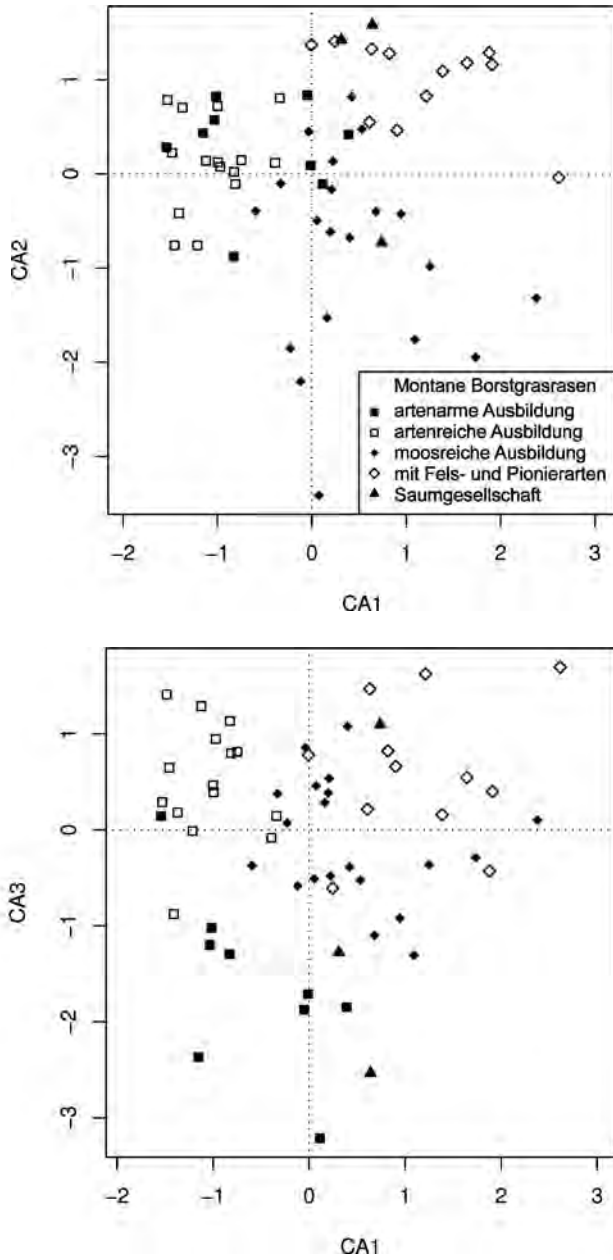 1
0
−1
−2
−3
CA2
Montane Borstgrasrasen
artenarme Ausbildung
artenreiche Ausbildung
moosreiche Ausbildung
mit Fels- und Pionierarten
Saumgesellschaft
−2 −1 0 1 2 3
CA1
1
0
−1
−2
−3
CA3
−2 −1 0 1 2 3
CA1